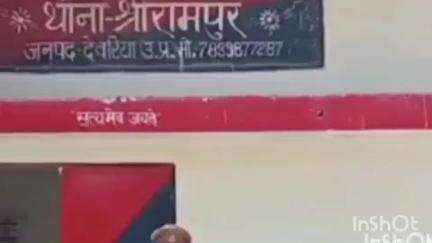 थाना-श्रीरामपुर
जनपद-देवरिया उ.प्र.मो. 7839877287
सत्यमेव जयते
InShOt
InShOt